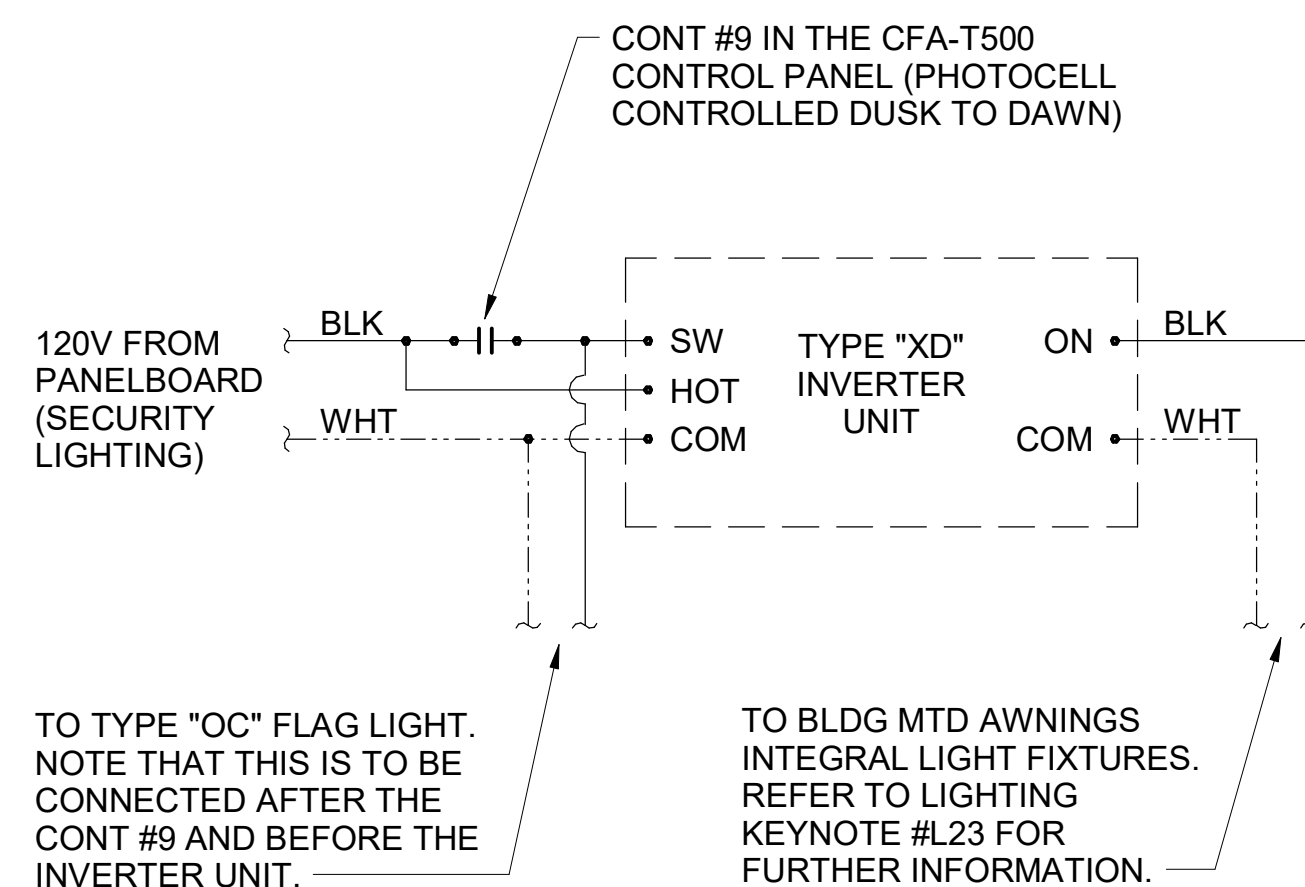 CONT #9 IN THE CFA-T500
CONTROL PANEL (PHOTOCELL
CONTROLLED DUSK TO DAWN)
120V FROM
PANELBOARD
(SECURITY
LIGHTING)
BLK
WHT
SW
HOT
COM
TYPE "XD"
INVERTER
UNIT
ON
COM
BLK
WHT
TO TYPE "OC" FLAG LIGHT.
NOTE THAT THIS IS TO BE
CONNECTED AFTER THE
CONT #9 AND BEFORE THE
INVERTER UNIT.
TO BLDG MTD AWNINGS
INTEGRAL LIGHT FIXTURES.
REFER TO LIGHTING
KEYNOTE #L23 FOR
FURTHER INFORMATION.